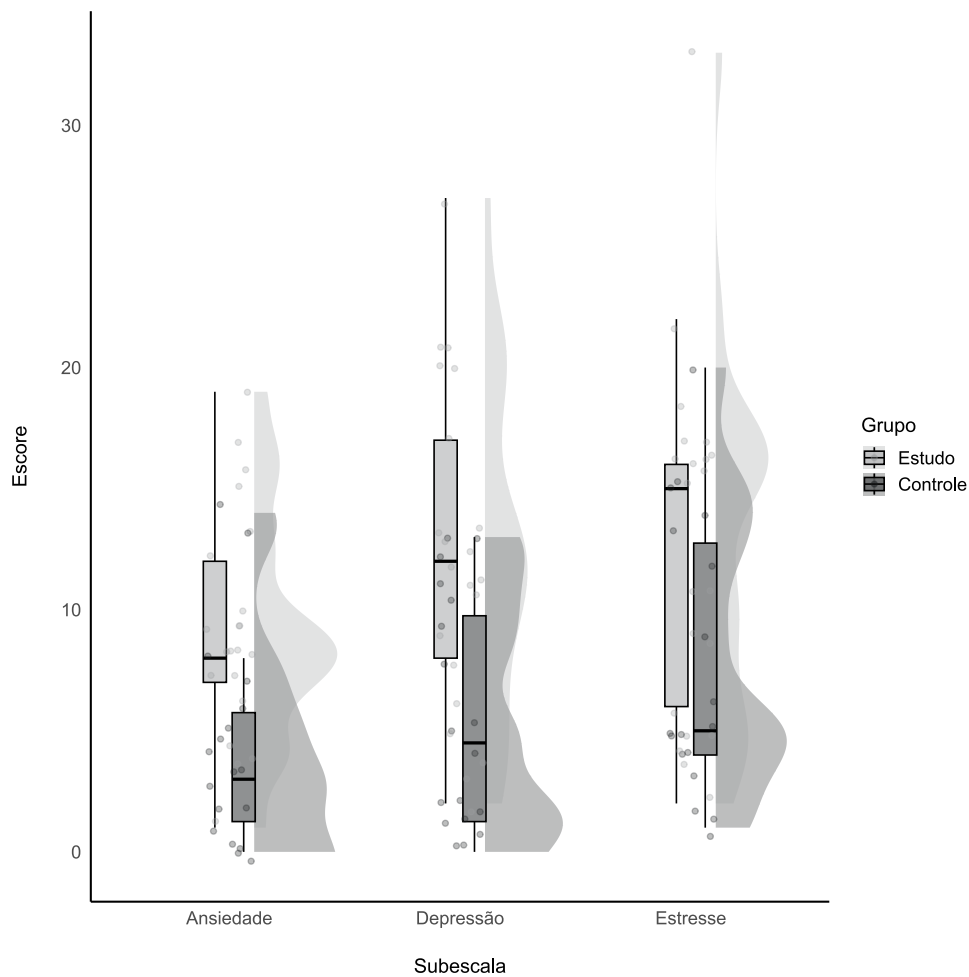 30
20
10
0
Escore
Ansiedade
Depressão
Estresse
Subescala
Grupo
Estudo
Controle